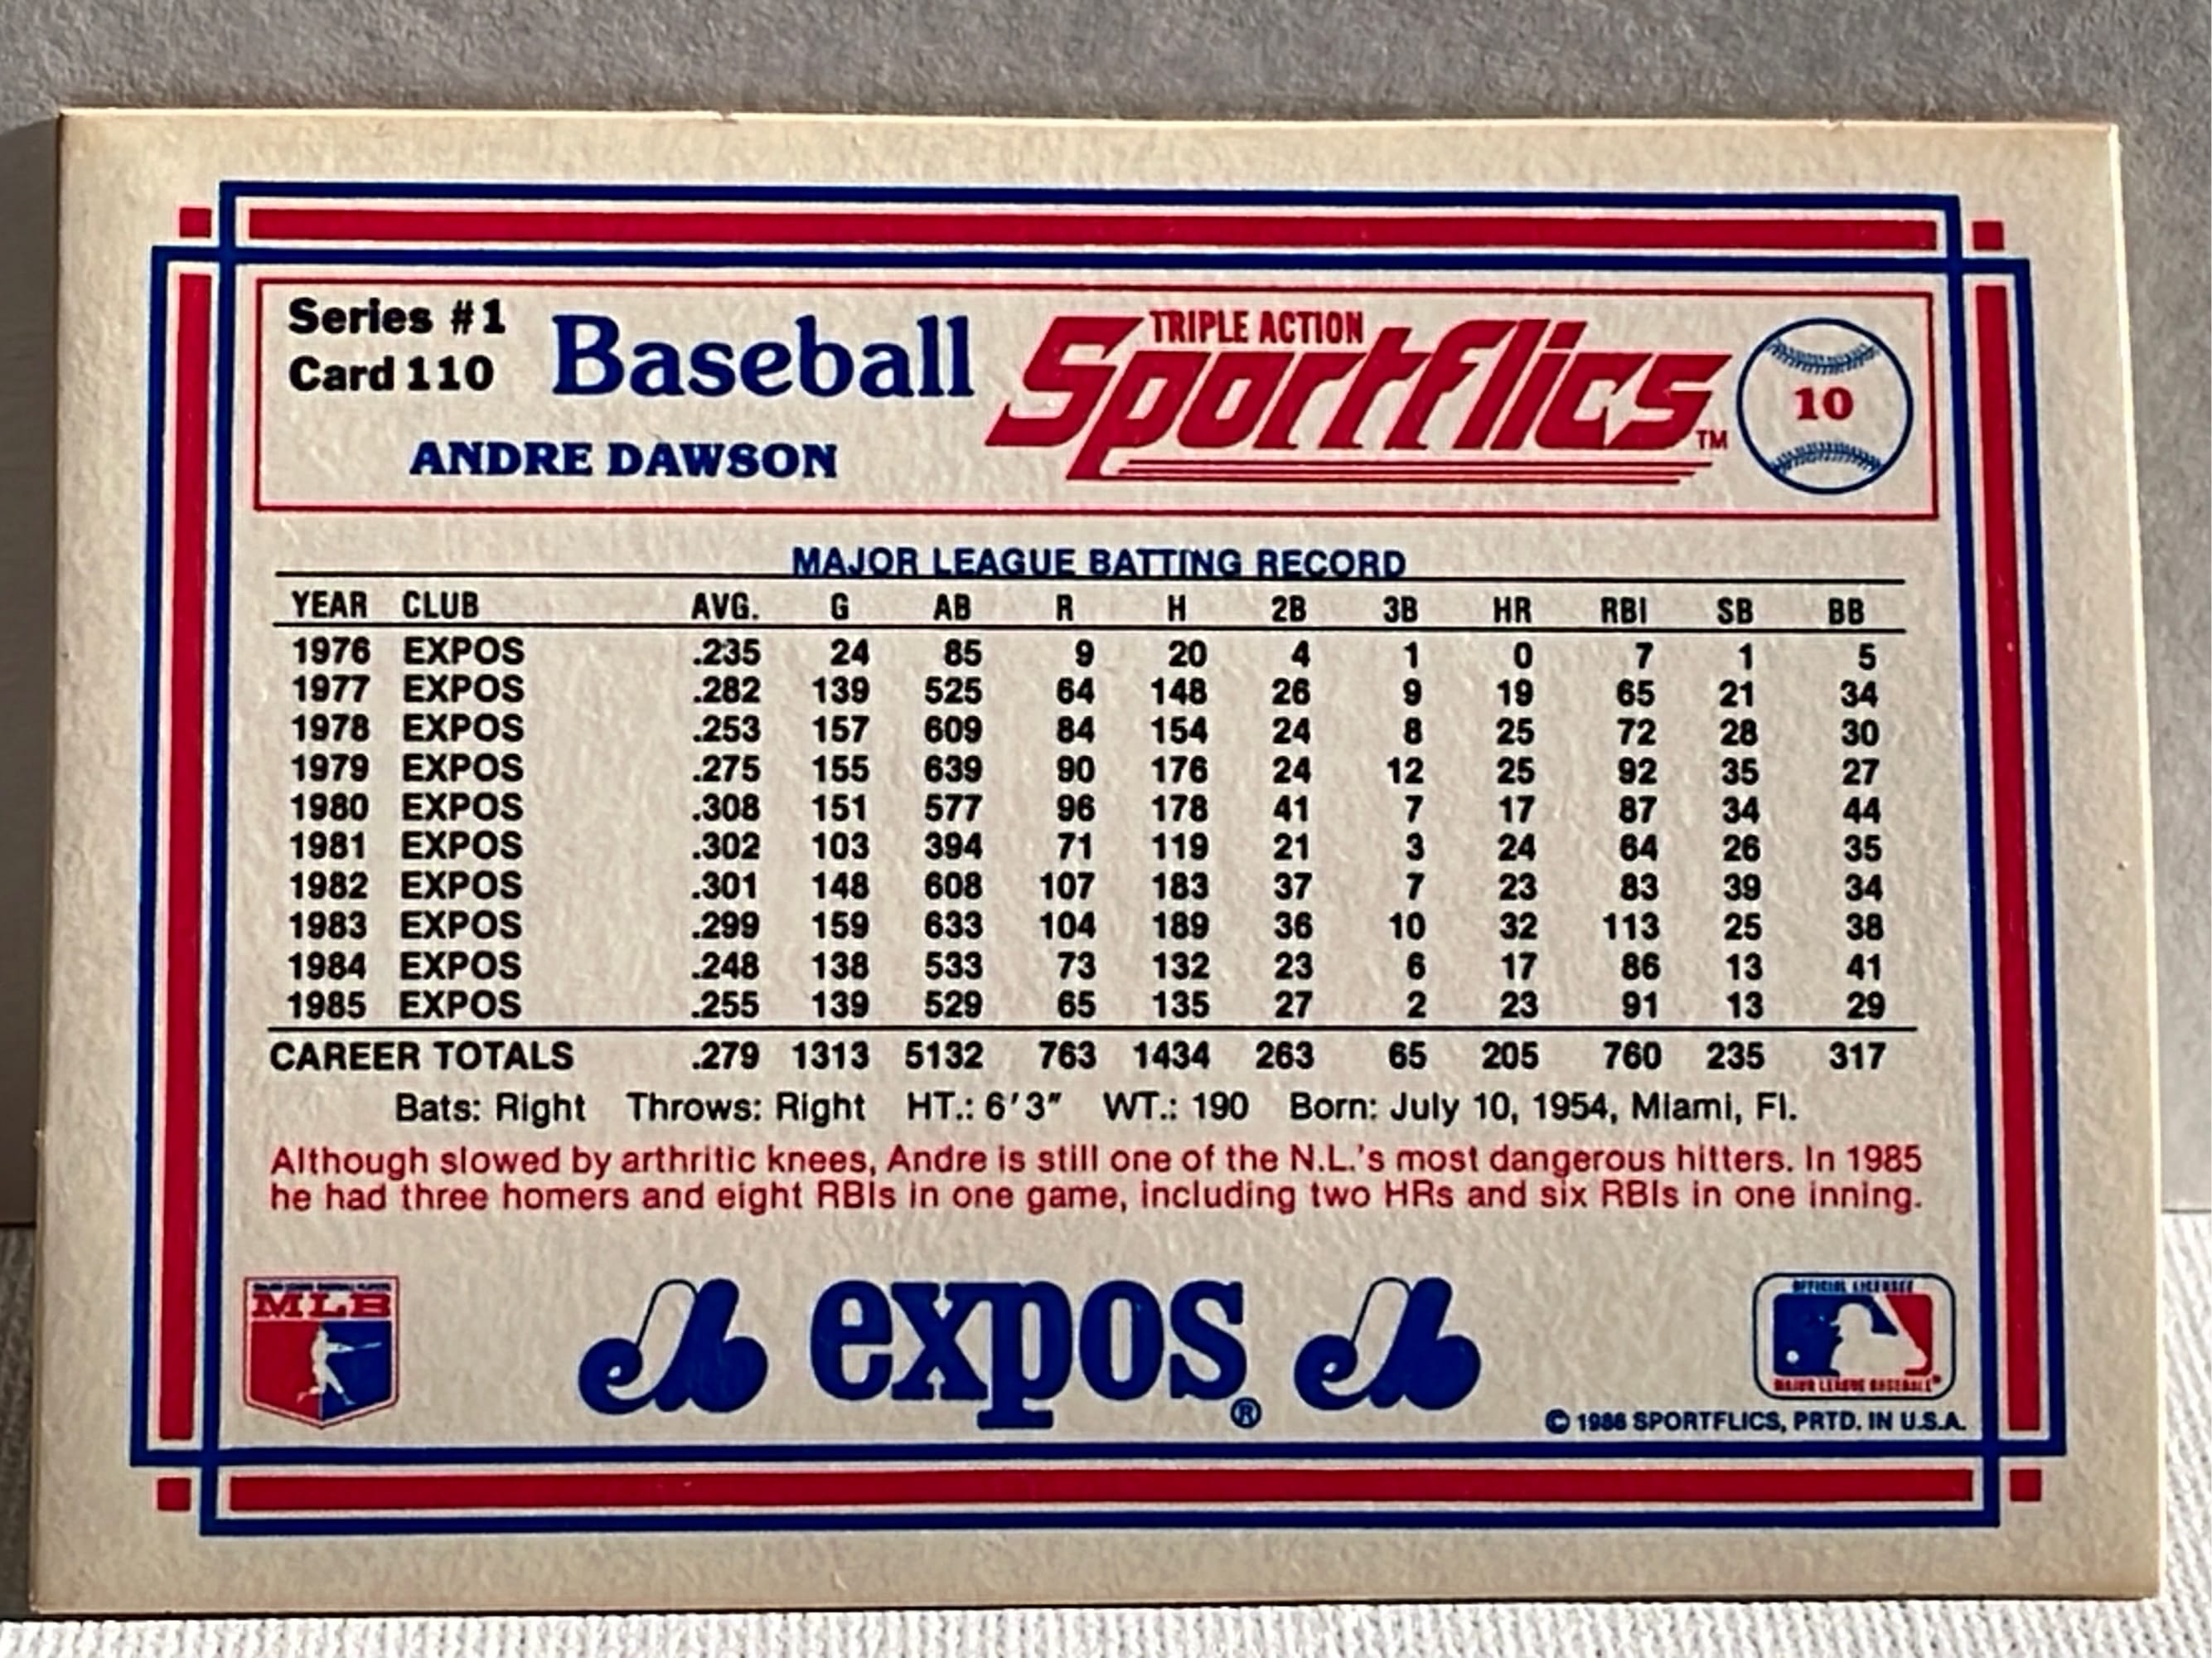 Series #1
Card 110
Baseball
TRIPLE ACTION
Sportflics™
10
ANDRE DAWSON
MAJOR LEAGUE BATTING RECORD
YEAR CLUB AVG. G AB R H 2B 3B HR RBI SB BB
1976 EXPOS .235 24 85 9 20 4 1 0 7 1 5
1977 EXPOS .282 139 525 64 148 26 9 19 65 21 34
1978 EXPOS .253 157 609 84 154 24 8 25 72 28 30
1979 EXPOS .275 155 639 90 176 24 12 25 92 35 27
1980 EXPOS .308 151 577 96 178 41 7 17 87 34 44
1981 EXPOS .302 103 394 71 119 21 3 24 64 26 35
1982 EXPOS .301 148 608 107 183 37 7 23 83 39 34
1983 EXPOS .299 159 633 104 189 36 10 32 113 25 38
1984 EXPOS .248 138 533 73 132 23 6 17 86 13 41
1985 EXPOS .255 139 529 65 135 27 2 23 91 13 29
CAREER TOTALS .279 1313 5132 763 1434 263 65 205 760 235 317
Bats: Right Throws: Right HT.: 6'3" WT.: 190 Born: July 10, 1954, Miami, Fl.
Although slowed by arthritic knees, Andre is still one of the N.L.'s most dangerous hitters. In 1985
he had three homers and eight RBIs in one game, including two HRs and six RBIs in one inning.
MAJOR LEAGUE BASEBALL PLAYERS
MLB
expos®
OFFICIAL LICENSEE
MAJOR LEAGUE BASEBALL
© 1986 SPORTFLICS, PRTD. IN U.S.A.